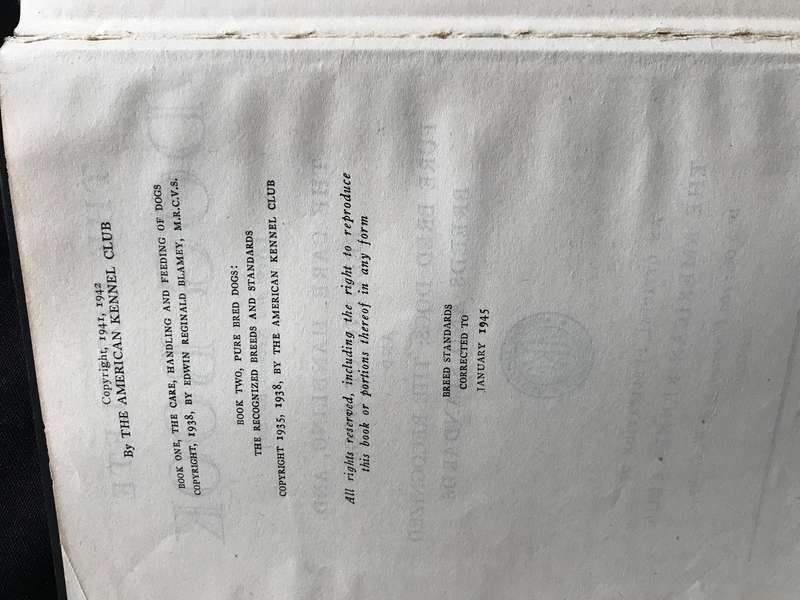 Copyright, 1941, 1942
By THE AMERICAN KENNEL CLUB
BOOK ONE, THE CARE, HANDLING AND FEEDING OF DOGS
COPYRIGHT, 1938, BY EDWIN REGINALD BLAMEY, M.R.C.V.S.
BOOK TWO, PURE BRED DOGS:
THE RECOGNIZED BREEDS AND STANDARDS
COPYRIGHT 1935, 1938, BY THE AMERICAN KENNEL CLUB
All rights reserved, including the right to reproduce
this book or portions thereof in any form
BREED STANDARDS
CORRECTED TO
JANUARY 1945